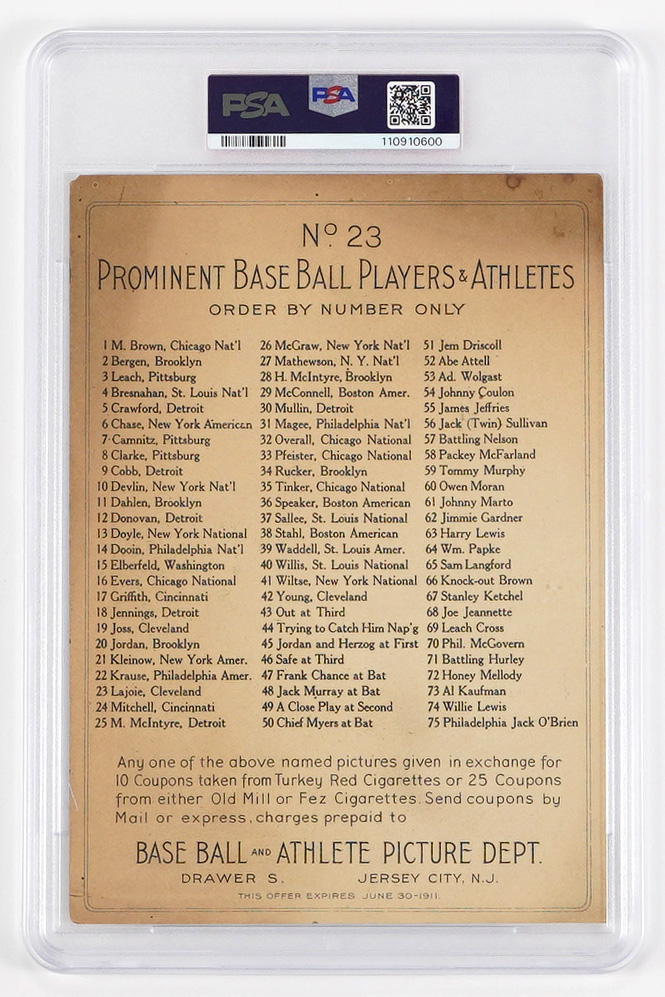 PSA PSA
110910600
No. 23
PROMINENT BASE BALL PLAYERS & ATHLETES
ORDER BY NUMBER ONLY
1 M. Brown, Chicago Nat'l
2 Bergen, Brooklyn
3 Leach, Pittsburg
4 Bresnahan, St. Louis Nat'l
5 Crawford, Detroit
6 Chase, New York American
7 Camnitz, Pittsburg
8 Clarke, Pittsburg
9 Cobb, Detroit
10 Devlin, New York Nat'l
11 Dahlen, Brooklyn
12 Donovan, Detroit
13 Doyle, New York National
14 Dooin, Philadelphia Nat'l
15 Elberfeld, Washington
16 Evers, Chicago National
17 Griffith, Cincinnati
18 Jennings, Detroit
19 Joss, Cleveland
20 Jordan, Brooklyn
21 Kleinow, New York Amer.
22 Krause, Philadelphia Amer.
23 Lajoie, Cleveland
24 Mitchell, Cincinnati
25 M. McIntyre, Detroit
26 McGraw, New York Nat'l
27 Mathewson, N. Y. Nat'l
28 H. McIntyre, Brooklyn
29 McConnell, Boston Amer.
30 Mullin, Detroit
31 Magee, Philadelphia Nat'l
32 Overall, Chicago National
33 Pfeister, Chicago National
34 Rucker, Brooklyn
35 Tinker, Chicago National
36 Speaker, Boston American
37 Sallee, St. Louis National
38 Stahl, Boston American
39 Waddell, St. Louis Amer.
40 Willis, St. Louis National
41 Wiltse, New York National
42 Young, Cleveland
43 Out at Third
44 Trying to Catch Him Nap'g
45 Jordan and Herzog at First
46 Safe at Third
47 Frank Chance at Bat
48 Jack Murray at Bat
49 A Close Play at Second
50 Chief Myers at Bat
51 Jem Driscoll
52 Abe Attell
53 Ad. Wolgast
54 Johnny Coulon
55 James Jeffries
56 Jack (Twin) Sullivan
57 Battling Nelson
58 Packey McFarland
59 Tommy Murphy
60 Owen Moran
61 Johnny Marto
62 Jimmie Gardner
63 Harry Lewis
64 Wm. Papke
65 Sam Langford
66 Knock-out Brown
67 Stanley Ketchel
68 Joe Jeannette
69 Leach Cross
70 Phil. McGovern
71 Battling Hurley
72 Honey Mellody
73 Al Kaufman
74 Willie Lewis
75 Philadelphia Jack O'Brien
Any one of the above named pictures given in exchange for
10 Coupons taken from Turkey Red Cigarettes or 25 Coupons
from either Old Mill or Fez Cigarettes. Send coupons by
Mail or express, charges prepaid to
BASE BALL AND ATHLETE PICTURE DEPT.
DRAWER S. JERSEY CITY, N.J.
THIS OFFER EXPIRES JUNE 30-1911.